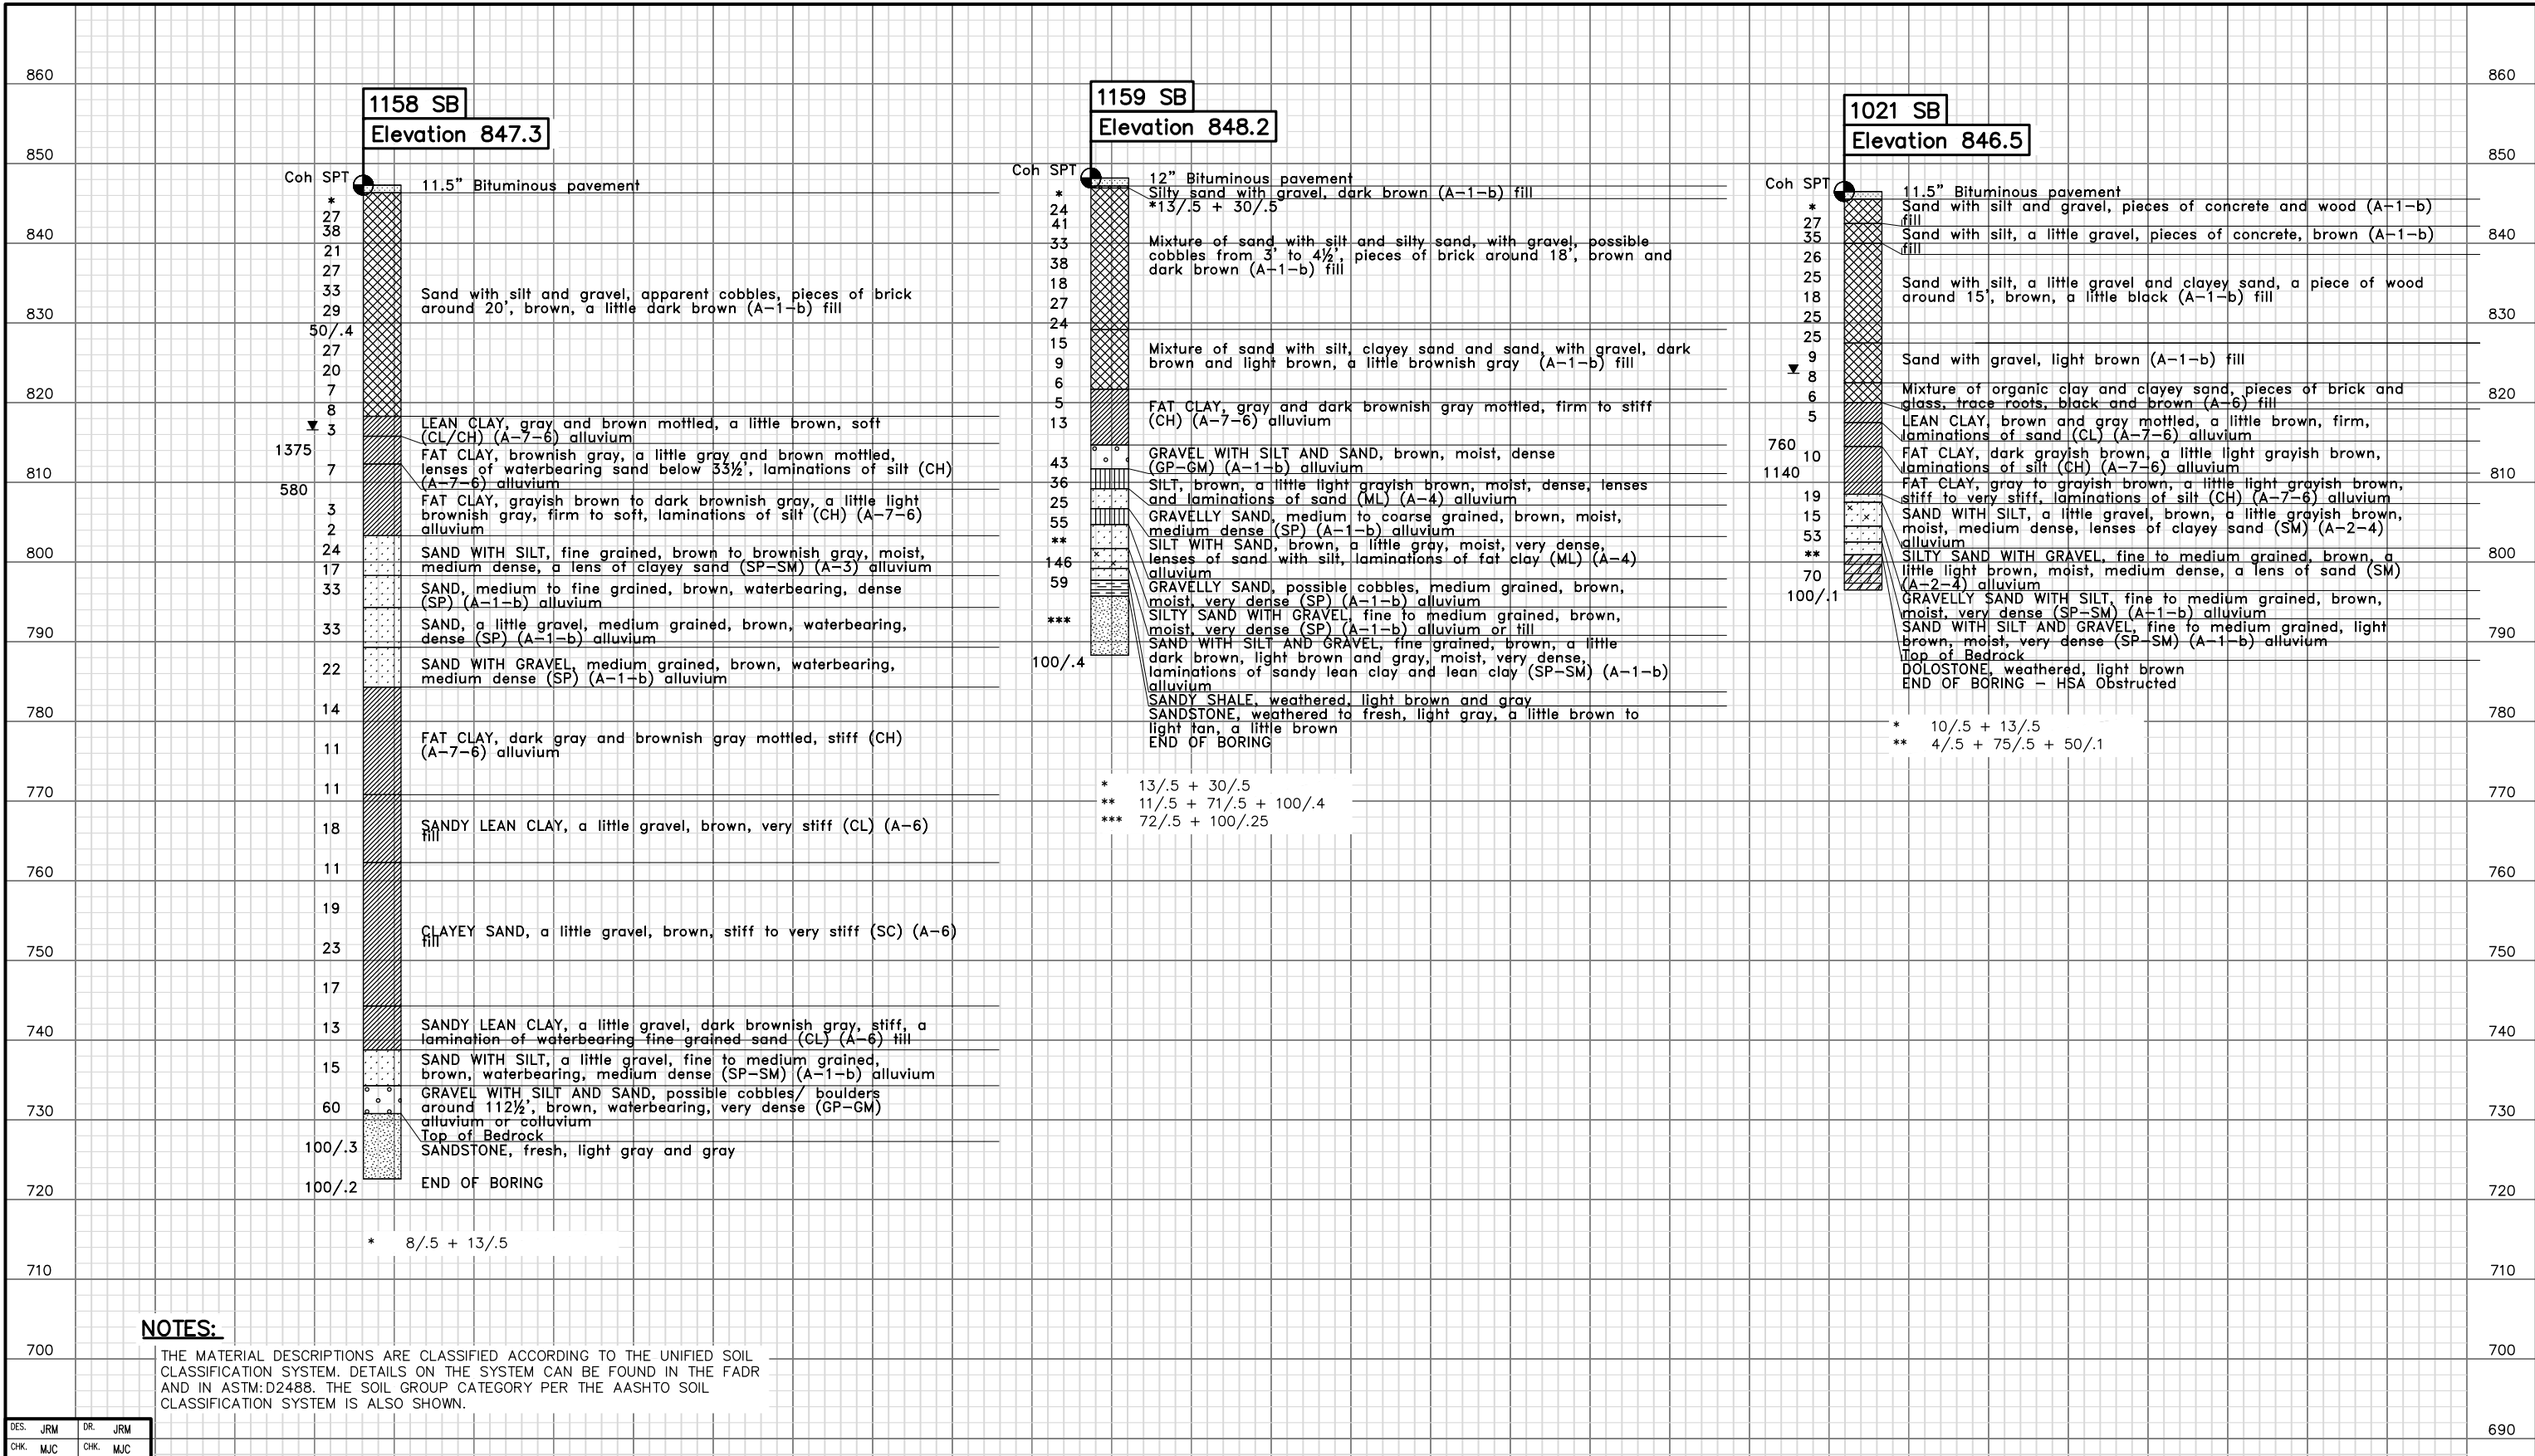 860
850
840
830
820
810
800
790
780
770
760
750
740
730
720
710
700
690
1158 SB
Elevation 847.3
Coh SPT
*
27
38
21
27
33
29
50/.4
27
20
7
8
3
1375
7
580
3
2
24
17
33
33
22
14
11
11
18
11
19
23
17
13
15
60
100/.3
100/.2
11.5" Bituminous pavement
Sand with silt and gravel, apparent cobbles, pieces of brick
around 20', brown, a little dark brown (A-1-b) fill
LEAN CLAY, gray and brown mottled, a little brown, soft
(CL/CH) (A-7-6) alluvium
FAT CLAY, brownish gray, a little gray and brown mottled,
lenses of waterbearing sand below 33½', laminations of silt (CH)
(A-7-6) alluvium
FAT CLAY, grayish brown to dark brownish gray, a little light
brownish gray, firm to soft, laminations of silt (CH) (A-7-6)
alluvium
SAND WITH SILT, fine grained, brown to brownish gray, moist,
medium dense, a lens of clayey sand (SP-SM) (A-3) alluvium
SAND, medium to fine grained, brown, waterbearing, dense
(SP) (A-1-b) alluvium
SAND, a little gravel, medium grained, brown, waterbearing,
dense (SP) (A-1-b) alluvium
SAND WITH GRAVEL, medium grained, brown, waterbearing,
medium dense (SP) (A-1-b) alluvium
FAT CLAY, dark gray and brownish gray mottled, stiff (CH)
(A-7-6) alluvium
SANDY LEAN CLAY, a little gravel, brown, very stiff (CL) (A-6)
till
CLAYEY SAND, a little gravel, brown, stiff to very stiff (SC) (A-6)
till
SANDY LEAN CLAY, a little gravel, dark brownish gray, stiff, a
lamination of waterbearing fine grained sand (CL) (A-6) till
SAND WITH SILT, a little gravel, fine to medium grained,
brown, waterbearing, medium dense (SP-SM) (A-1-b) alluvium
GRAVEL WITH SILT AND SAND, possible cobbles/ boulders
around 112½', brown, waterbearing, very dense (GP-GM)
alluvium or colluvium
Top of Bedrock
SANDSTONE, fresh, light gray and gray
END OF BORING
* 8/.5 + 13/.5
1159 SB
Elevation 848.2
Coh SPT
*
24
41
33
38
18
27
24
15
9
6
5
13
43
36
25
55
**
146
59
***
100/.4
12" Bituminous pavement
Silty sand with gravel, dark brown (A-1-b) fill
*13/.5 + 30/.5
Mixture of sand with silt and silty sand, with gravel, possible
cobbles from 3' to 4½', pieces of brick around 18', brown and
dark brown (A-1-b) fill
Mixture of sand with silt, clayey sand and sand, with gravel, dark
brown and light brown, a little brownish gray (A-1-b) fill
FAT CLAY, gray and dark brownish gray mottled, firm to stiff
(CH) (A-7-6) alluvium
GRAVEL WITH SILT AND SAND, brown, moist, dense
(GP-GM) (A-1-b) alluvium
SILT, brown, a little light grayish brown, moist, dense, lenses
and laminations of sand (ML) (A-4) alluvium
GRAVELLY SAND, medium to coarse grained, brown, moist,
medium dense (SP) (A-1-b) alluvium
SILT WITH SAND, brown, a little gray, moist, very dense,
lenses of sand with silt, laminations of fat clay (ML) (A-4)
alluvium
GRAVELLY SAND, possible cobbles, medium grained, brown,
moist, very dense (SP) (A-1-b) alluvium
SILTY SAND WITH GRAVEL, fine to medium grained, brown,
moist, very dense (SP) (A-1-b) alluvium or till
SAND WITH SILT AND GRAVEL, fine grained, brown, a little
dark brown, light brown and gray, moist, very dense,
laminations of sandy lean clay and lean clay (SP-SM) (A-1-b)
alluvium
SANDY SHALE, weathered, light brown and gray
SANDSTONE, weathered to fresh, light gray, a little brown to
light tan, a little brown
END OF BORING
* 13/.5 + 30/.5
** 11/.5 + 71/.5 + 100/.4
*** 72/.5 + 100/.25
1021 SB
Elevation 846.5
Coh SPT
*
27
35
26
25
18
25
25
9
8
6
5
760
10
1140
19
15
53
**
70
100/.1
11.5" Bituminous pavement
Sand with silt and gravel, pieces of concrete and wood (A-1-b)
fill
Sand with silt, a little gravel, pieces of concrete, brown (A-1-b)
fill
Sand with silt, a little gravel and clayey sand, a piece of wood
around 15', brown, a little black (A-1-b) fill
Sand with gravel, light brown (A-1-b) fill
Mixture of organic clay and clayey sand, pieces of brick and
glass, trace roots, black and brown (A-6) fill
LEAN CLAY, brown and gray mottled, a little brown, firm,
laminations of sand (CL) (A-7-6) alluvium
FAT CLAY, dark grayish brown, a little light grayish brown,
laminations of silt (CH) (A-7-6) alluvium
FAT CLAY, gray to grayish brown, a little light grayish brown,
stiff to very stiff, laminations of silt (CH) (A-7-6) alluvium
SAND WITH SILT, a little gravel, brown, a little grayish brown,
moist, medium dense, lenses of clayey sand (SM) (A-2-4)
alluvium
SILTY SAND WITH GRAVEL, fine to medium grained, brown, a
little light brown, moist, medium dense, a lens of sand (SM)
(A-2-4) alluvium
GRAVELLY SAND WITH SILT, fine to medium grained, brown,
moist, very dense (SP-SM) (A-1-b) alluvium
SAND WITH SILT AND GRAVEL, fine to medium grained, light
brown, moist, very dense (SP-SM) (A-1-b) alluvium
Top of Bedrock
DOLOSTONE, weathered, light brown
END OF BORING - HSA Obstructed
* 10/.5 + 13/.5
** 4/.5 + 75/.5 + 50/.1
860
850
840
830
820
810
800
790
780
770
760
750
740
730
720
710
700
690
NOTES:
THE MATERIAL DESCRIPTIONS ARE CLASSIFIED ACCORDING TO THE UNIFIED SOIL
CLASSIFICATION SYSTEM. DETAILS ON THE SYSTEM CAN BE FOUND IN THE FADR
AND IN ASTM:D2488. THE SOIL GROUP CATEGORY PER THE AASHTO SOIL
CLASSIFICATION SYSTEM IS ALSO SHOWN.
DES. JRM DR. JRM
CHK. MJC CHK. MJC